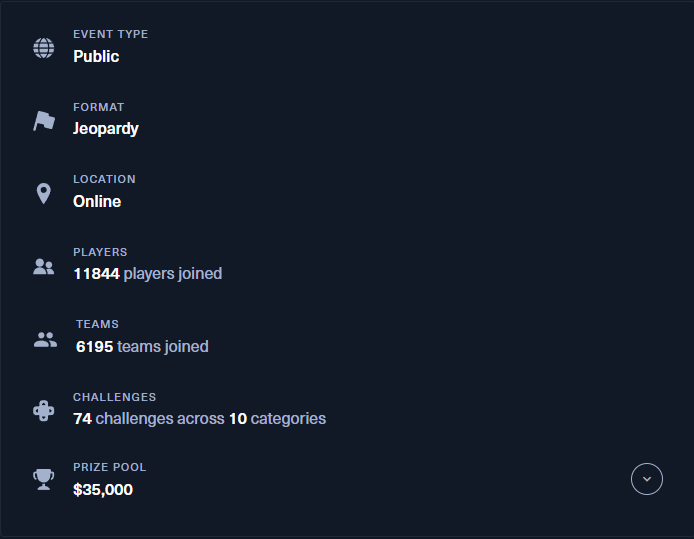 EVENT TYPE
Public
FORMAT
Jeopardy
LOCATION
Online
PLAYERS
11844 players joined
TEAMS
6195 teams joined
CHALLENGES
74 challenges across 10 categories
PRIZE POOL
$35,000